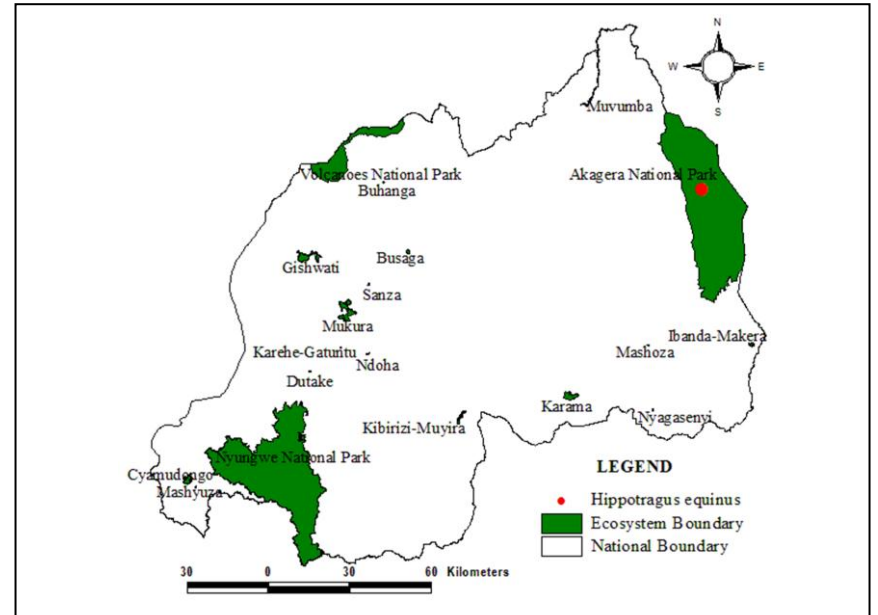 N
W E
S
Muvumba
Volcanoes National Park
Akagera National Park
Buhanga
Busaga
Gishwati
Sanza
Mukura
Ibanda-Makera
Karehe-Gaturitu
Mashoza
Ndoha
Dutake
Karama
Nyagasenyi
Kibirizi-Muyira
Nyungwe National Park
Cyamudongo
Mashyuza
LEGEND
Hippotragus equinus
Ecosystem Boundary
National Boundary
30 0 30 60 Kilometers